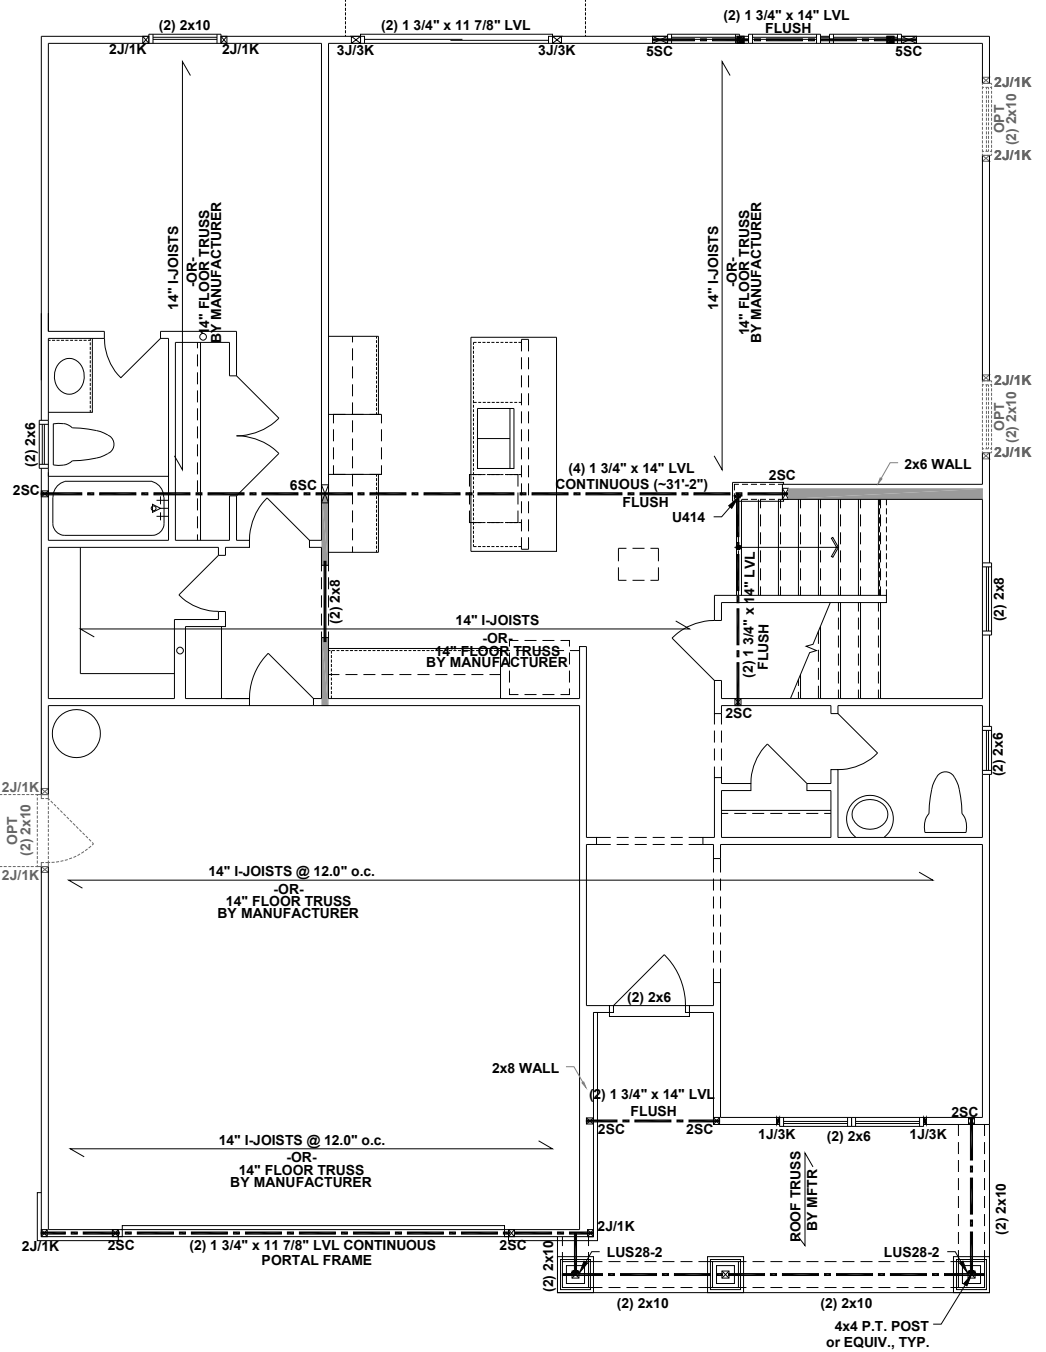 (2) 2x10
2J/1K
2J/1K
(2) 1 3/4" x 11 7/8" LVL
3J/3K
3J/3K
(2) 1 3/4" x 14" LVL
FLUSH
5SC
5SC
2J/1K
OPT
(2) 2x10
2J/1K
14" I-JOISTS
-OR-
14" FLOOR TRUSS
BY MANUFACTURER
14" I-JOISTS
-OR-
14" FLOOR TRUSS
BY MANUFACTURER
2J/1K
OPT
(2) 2x10
2J/1K
(2) 2x6
2SC
6SC
(4) 1 3/4" x 14" LVL
CONTINUOUS (~31'-2")
FLUSH
2SC
2x6 WALL
U414
(2) 2x8
(2) 1 3/4" x 14" LVL
FLUSH
(2) 2x8
14" I-JOISTS
-OR-
14" FLOOR TRUSS
BY MANUFACTURER
2SC
(2) 2x6
2J/1K
OPT
(2) 2x10
2J/1K
14" I-JOISTS @ 12.0" o.c.
-OR-
14" FLOOR TRUSS
BY MANUFACTURER
(2) 2x6
2x8 WALL
(2) 1 3/4" x 14" LVL
FLUSH
2SC
2SC
1J/3K
(2) 2x6
1J/3K
2SC
14" I-JOISTS @ 12.0" o.c.
-OR-
14" FLOOR TRUSS
BY MANUFACTURER
ROOF TRUSS
BY MFTR
(2) 2x10
2J/1K
2SC
(2) 1 3/4" x 11 7/8" LVL CONTINUOUS
PORTAL FRAME
2SC
2J/1K
(2) 2x10
LUS28-2
LUS28-2
(2) 2x10
(2) 2x10
4x4 P.T. POST
or EQUIV., TYP.